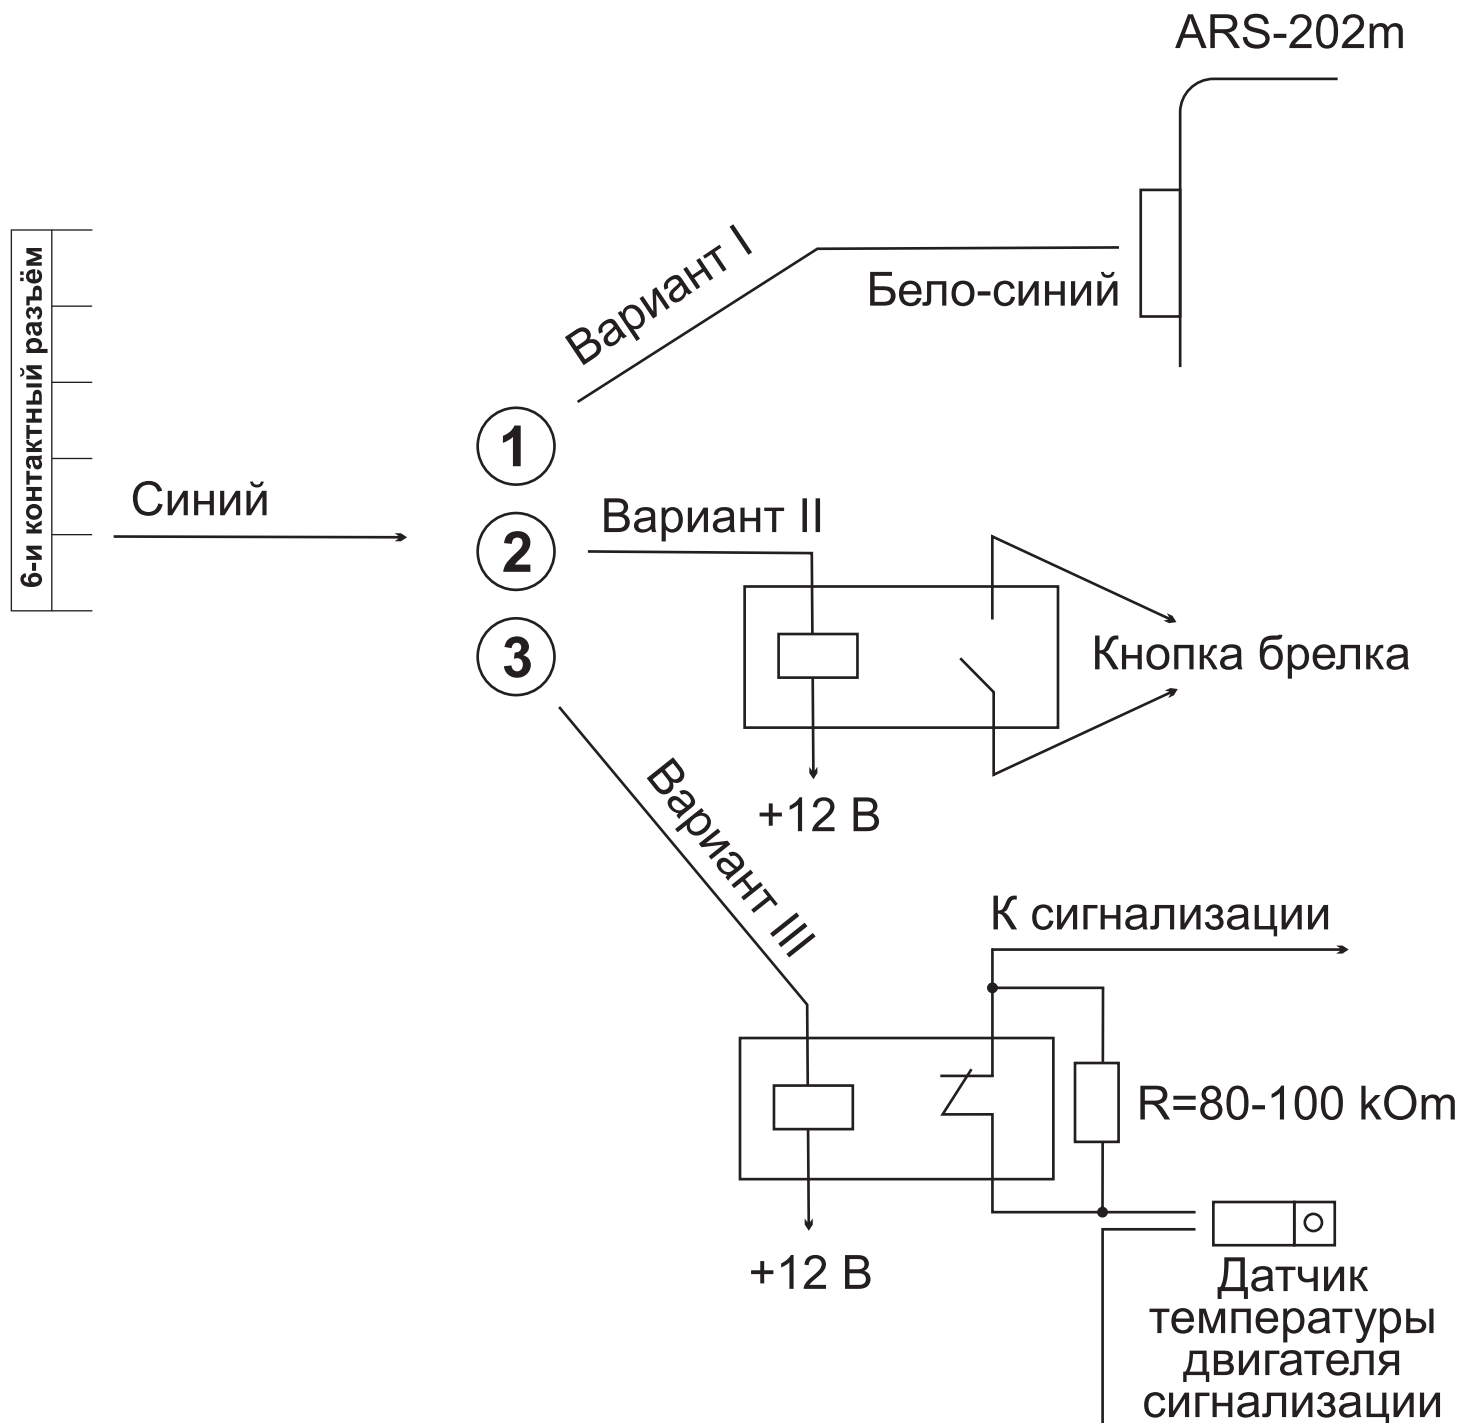 ARS-202m
6-и контактный разъём
Вариант I
Бело-синий
1
Синий
Вариант II
2
3
Кнопка брелка
+12 В
Вариант III
К сигнализации
R=80-100 kOm
+12 В
Датчик
температуры
двигателя
сигнализации